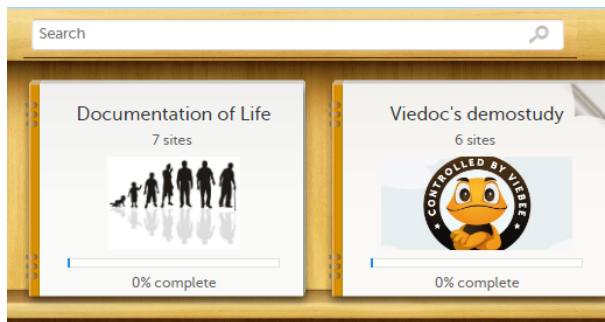 Search
Documentation of Life
7 sites
0% complete
Viedoc's demostudy
6 sites
CONTROLLED BY VIEBEE
0% complete